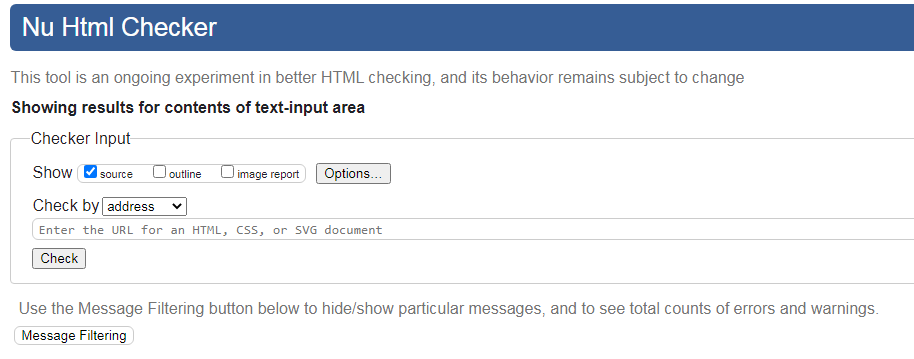 Nu Html Checker
This tool is an ongoing experiment in better HTML checking, and its behavior remains subject to change
Showing results for contents of text-input area
Checker Input
Show source outline image report Options...
Check by address
Enter the URL for an HTML, CSS, or SVG document
Check
Use the Message Filtering button below to hide/show particular messages, and to see total counts of errors and warnings.
Message Filtering